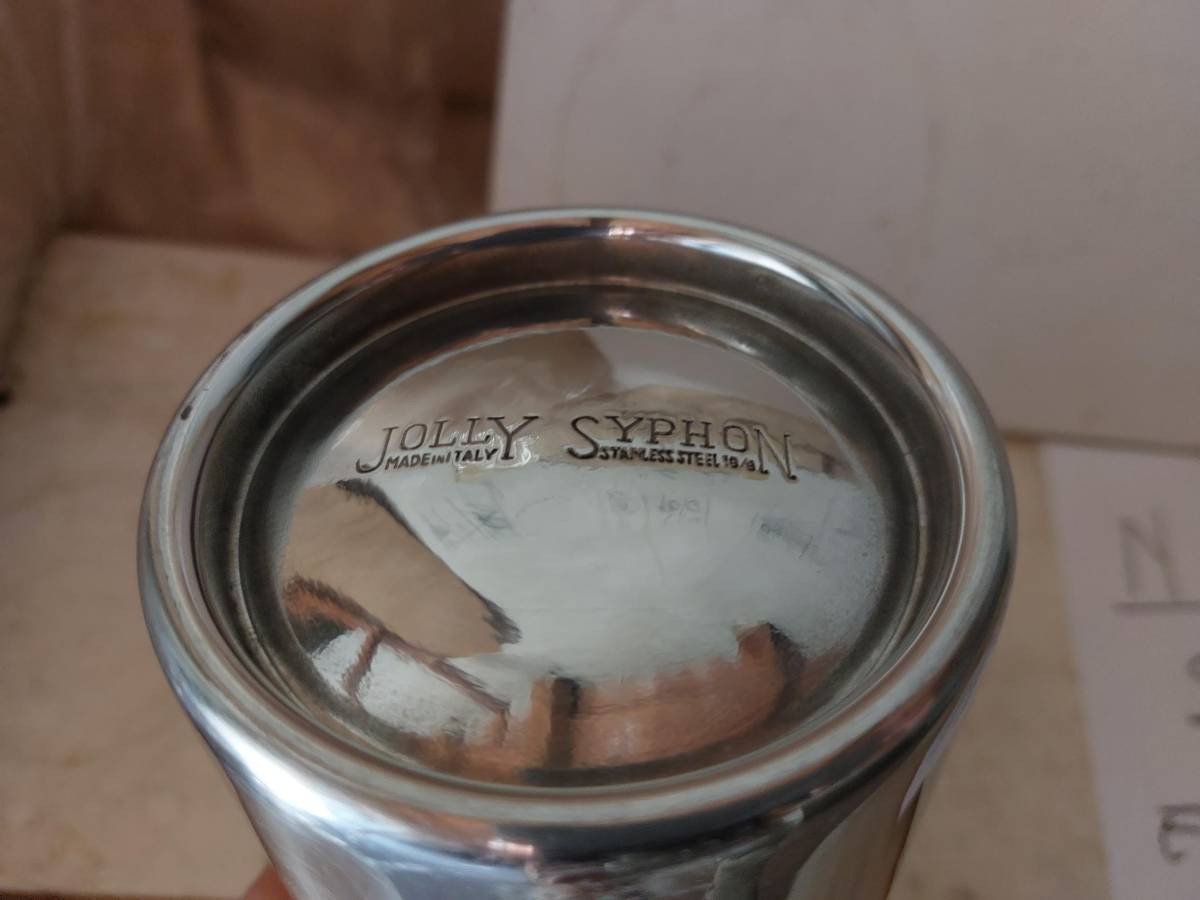 JOLLY SYPHON
MADE IN ITALY STAINLESS STEEL 18/8